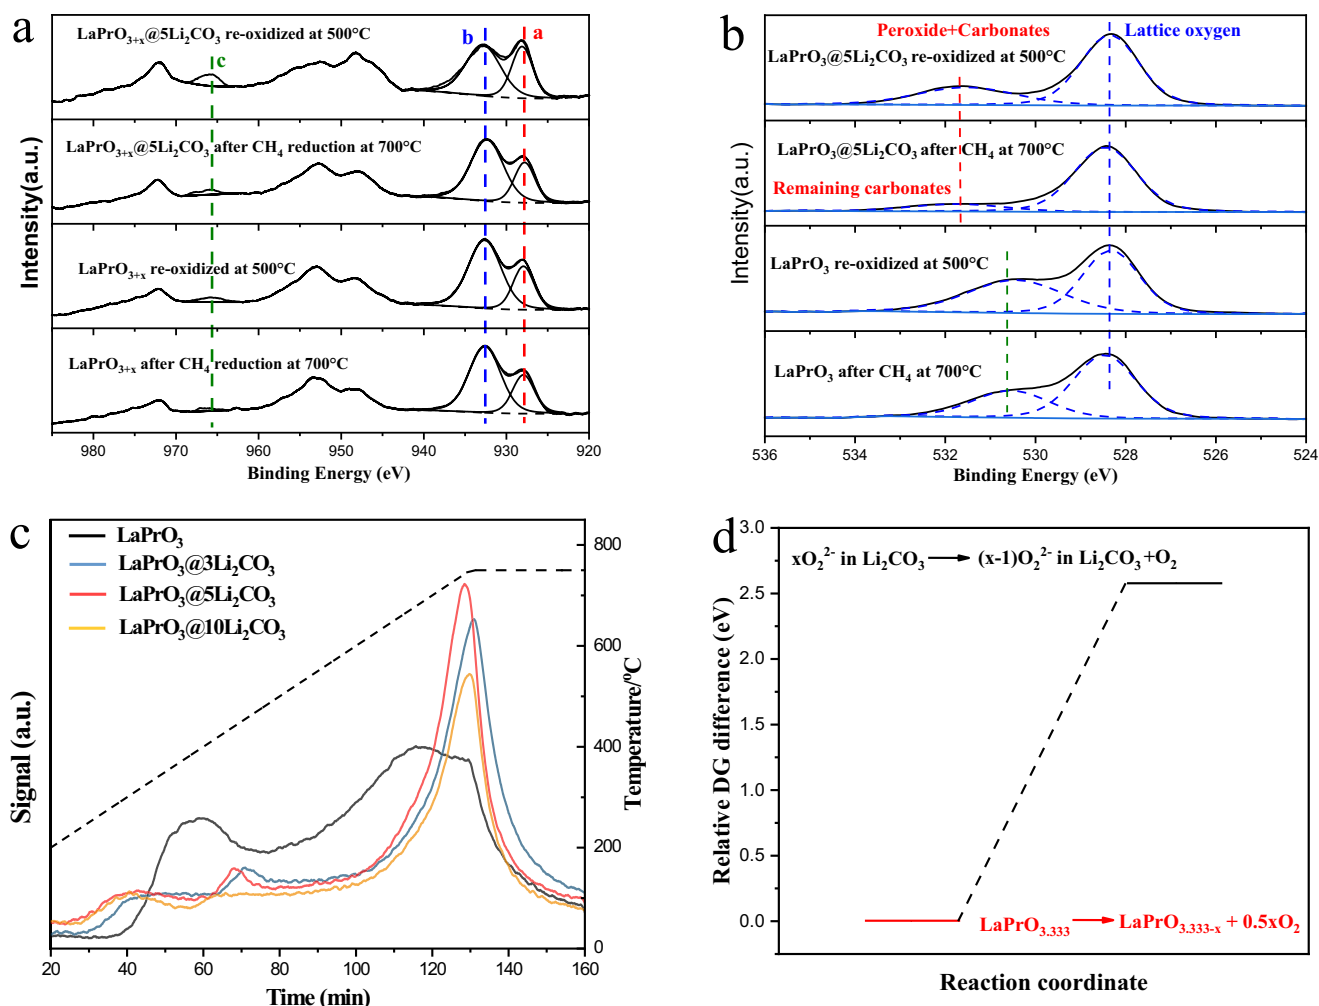 a
LaPrO3+x@5Li2CO3 re-oxidized at 500°C
b
a
c
LaPrO3+x@5Li2CO3 after CH4 reduction at 700°C
LaPrO3+x re-oxidized at 500°C
LaPrO3+x after CH4 reduction at 700°C
Intensity(a.u.)
980 970 960 950 940 930 920
Binding Energy (eV)
b
Peroxide+Carbonates
Lattice oxygen
LaPrO3@5Li2CO3 re-oxidized at 500°C
LaPrO3@5Li2CO3 after CH4 at 700°C
Remaining carbonates
LaPrO3 re-oxidized at 500°C
LaPrO3 after CH4 at 700°C
Intensity(a.u.)
536 534 532 530 528 526 524
Binding Energy (eV)
c
LaPrO3
LaPrO3@3Li2CO3
LaPrO3@5Li2CO3
LaPrO3@10Li2CO3
Signal (a.u.)
800
600
400
200
0
Temperature/°C
20 40 60 80 100 120 140 160
Time (min)
d
3.0
2.5
2.0
1.5
1.0
0.5
0.0
Relative DG difference (eV)
xO2^2- in Li2CO3 → (x-1)O2^2- in Li2CO3+O2
LaPrO3.333 → LaPrO3.333-x + 0.5xO2
Reaction coordinate